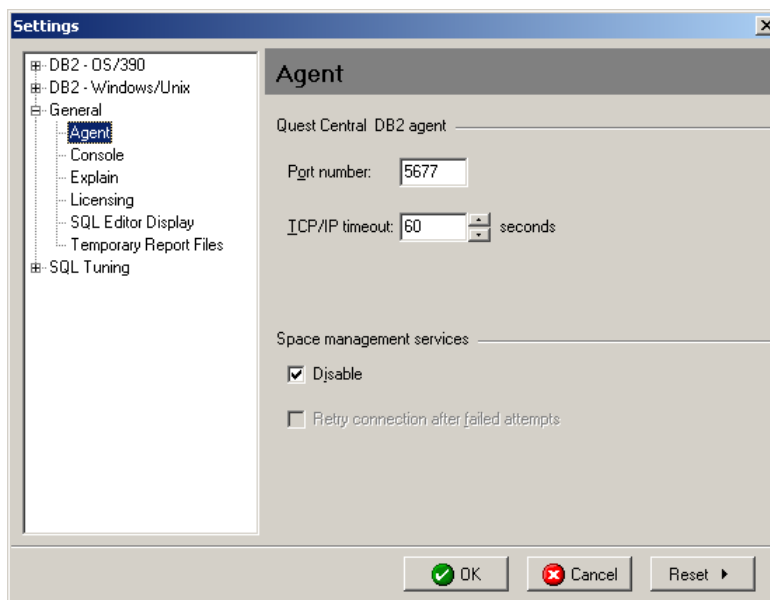 Settings
DB2 - OS/390
DB2 - Windows/Unix
General
Agent
Console
Explain
Licensing
SQL Editor Display
Temporary Report Files
SQL Tuning
Agent
Quest Central DB2 agent
Port number: 5677
TCP/IP timeout: 60 seconds
Space management services
Disable
Retry connection after failed attempts
OK Cancel Reset